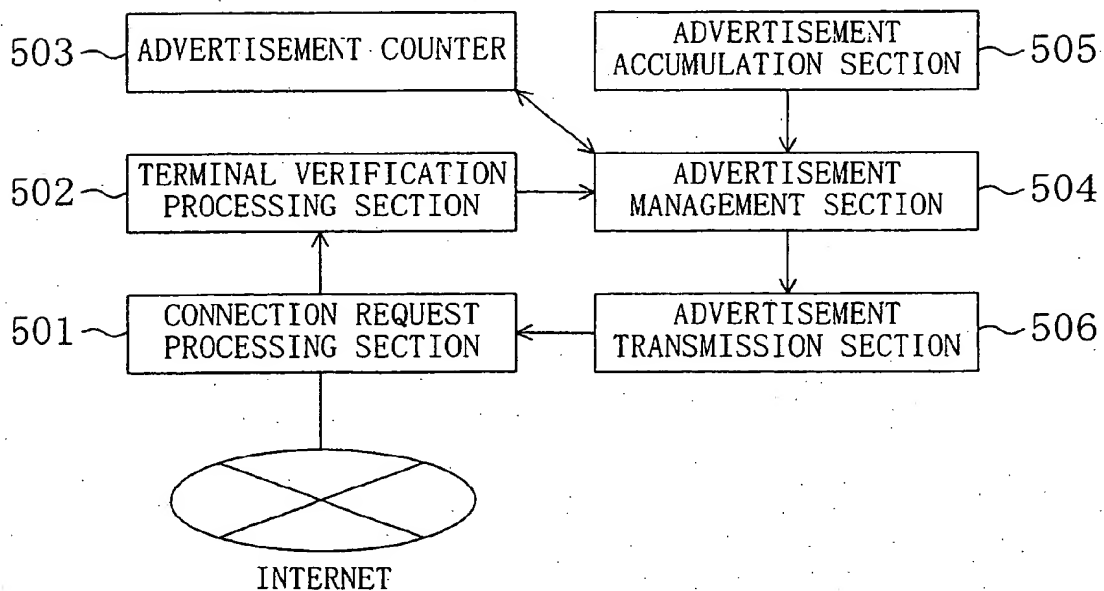 503
ADVERTISEMENT COUNTER
ADVERTISEMENT
ACCUMULATION SECTION
505
502
TERMINAL VERIFICATION
PROCESSING SECTION
ADVERTISEMENT
MANAGEMENT SECTION
504
501
CONNECTION REQUEST
PROCESSING SECTION
ADVERTISEMENT
TRANSMISSION SECTION
506
INTERNET